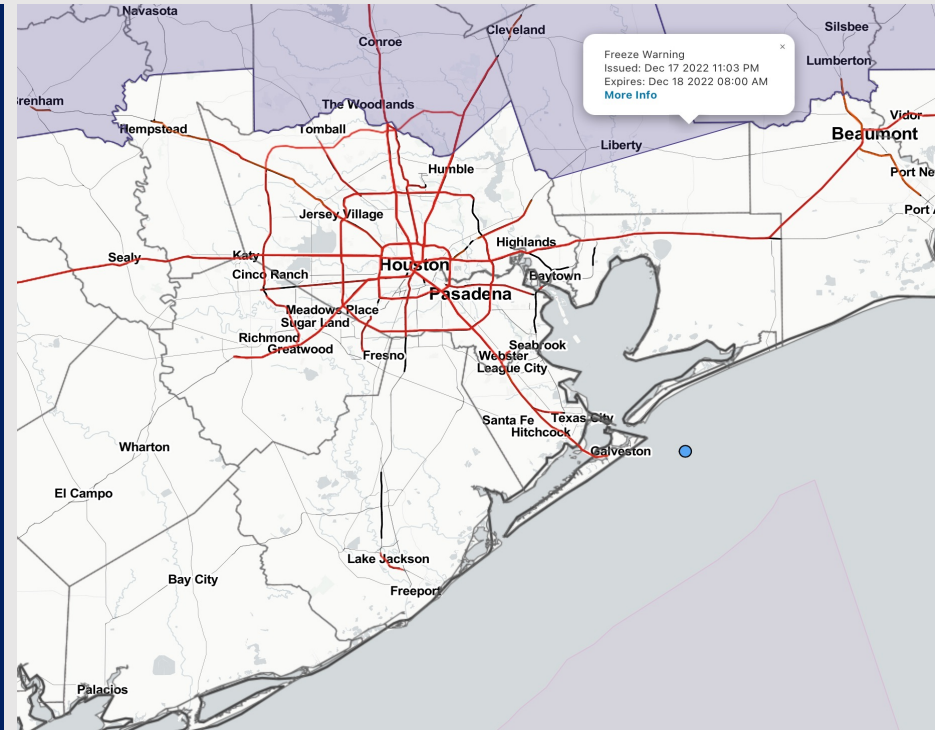 Navasota
Cleveland
Silsbee
Conroe
×
Freeze Warning
Issued: Dec 17 2022 11:03 PM
Expires: Dec 18 2022 08:00 AM
More Info
Lumberton
Brenham
The Woodlands
Hempstead
Tomball
Vidor
Beaumont
Liberty
Humble
Port Ne
Port A
Jersey Village
Highlands
Sealy
Katy
Houston
Cinco Ranch
Baytown
Pasadena
Meadows Place
Sugar Land
Richmond
Greatwood
Fresno
Seabrook
Webster
League City
Santa Fe
Texas City
Hitchcock
Galveston
Wharton
El Campo
Lake Jackson
Bay City
Freeport
Palacios